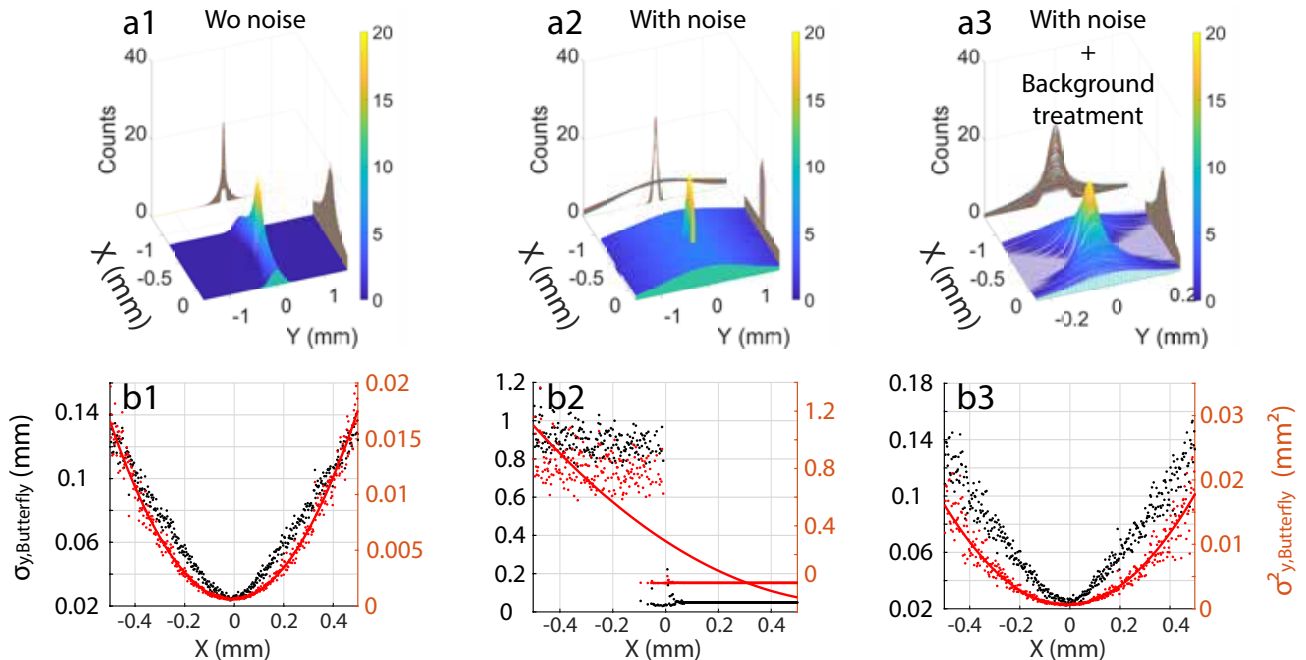 a1 Wo noise
40
20
0
Counts
-1
-0.5
0
X (mm)
-1
0
1
Y (mm)
20
15
10
5
0
a2 With noise
40
20
0
Counts
-1
-0.5
0
X (mm)
-1
0
1
Y (mm)
20
15
10
5
0
a3 With noise
+
Background
treatment
40
20
0
Counts
-1
-0.5
0
X (mm)
-0.2
0
0.2
Y (mm)
20
15
10
5
0
b1
σy,Butterfly (mm)
0.14
0.1
0.06
0.02
-0.4 -0.2 0 0.2 0.4
X (mm)
0.02
0.015
0.01
0.005
0
b2
1.2
1
0.8
0.6
0.4
0.2
0
-0.4 -0.2 0 0.2 0.4
X (mm)
1.2
0.8
0.4
0
b3
0.18
0.14
0.1
0.06
0.02
-0.4 -0.2 0 0.2 0.4
X (mm)
0.03
0.02
0.01
0
σ²y,Butterfly (mm²)